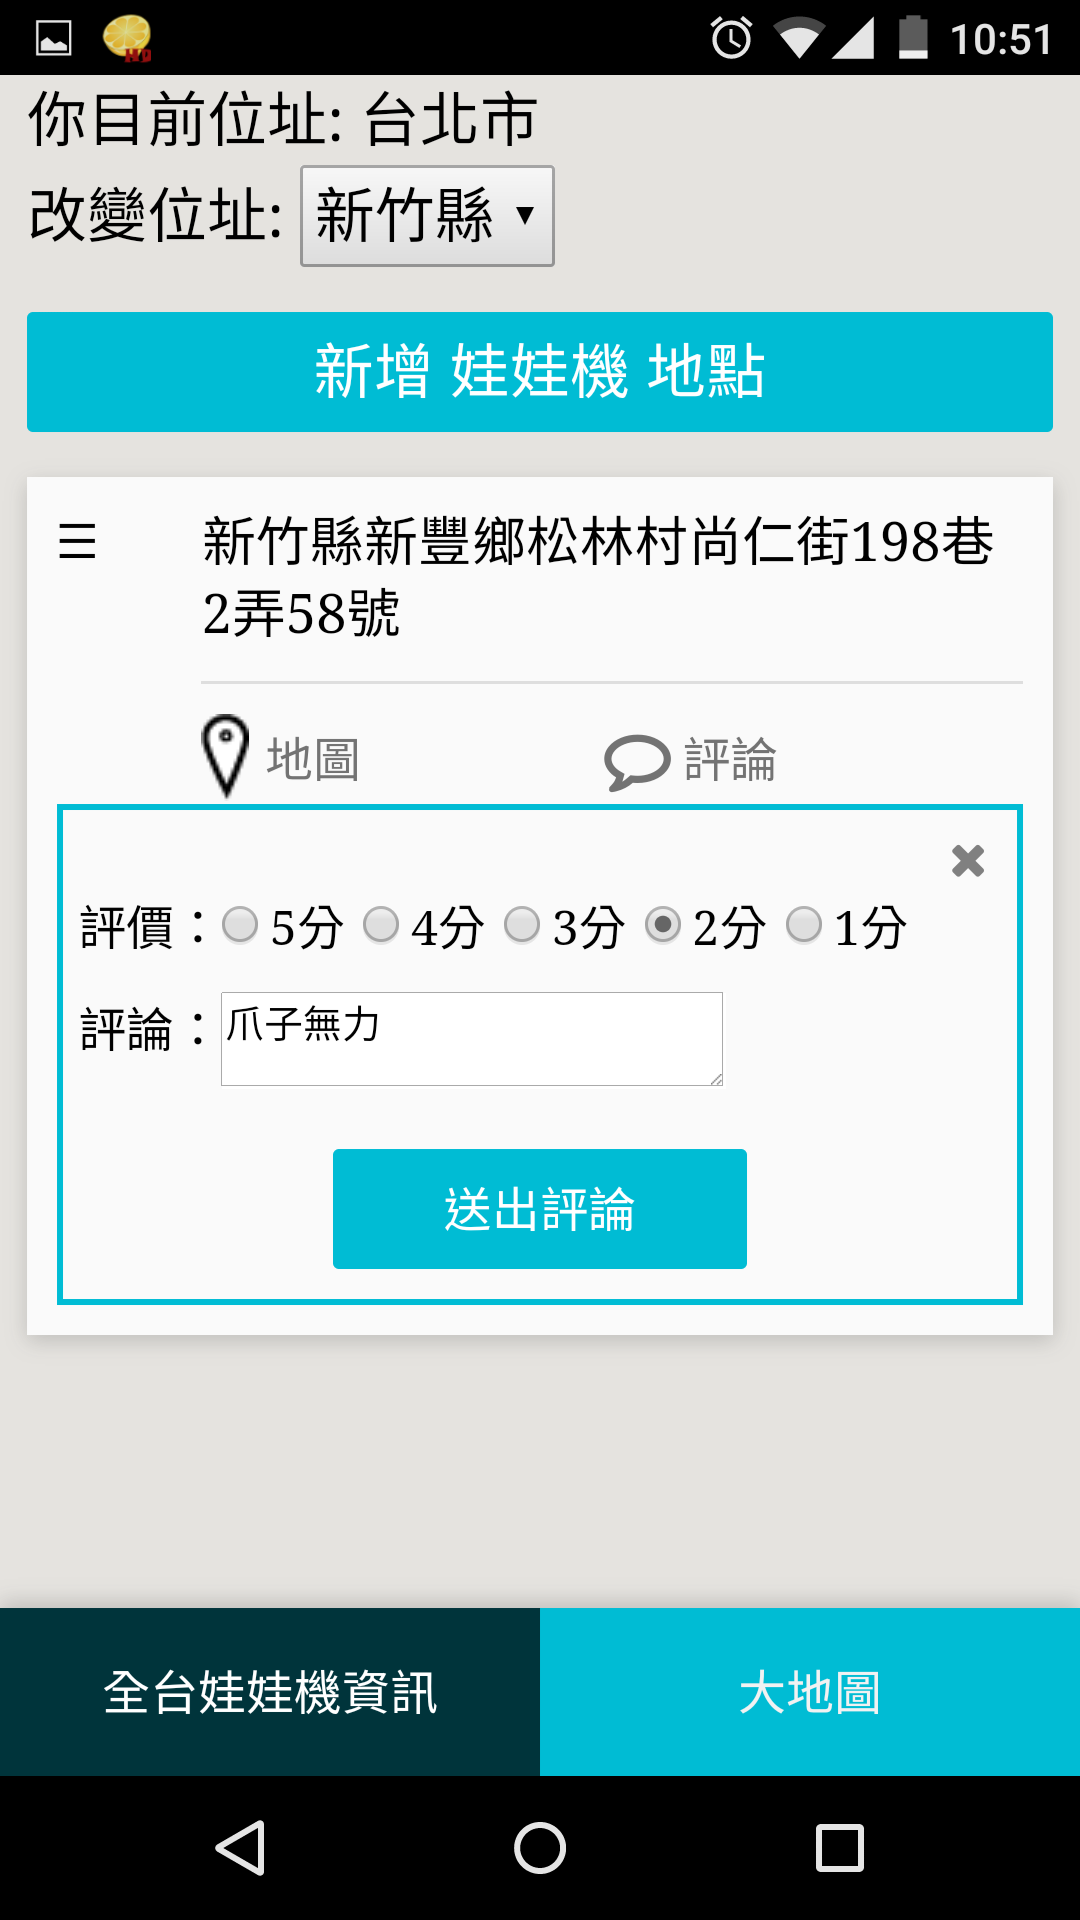 10:51
你目前位址: 台北市
改變位址: 新竹縣
新增 娃娃機 地點
新竹縣新豐鄉松林村尚仁街198巷
2弄58號
地圖 評論
評價：5分 4分 3分 2分 1分
評論：爪子無力
送出評論
全台娃娃機資訊 大地圖